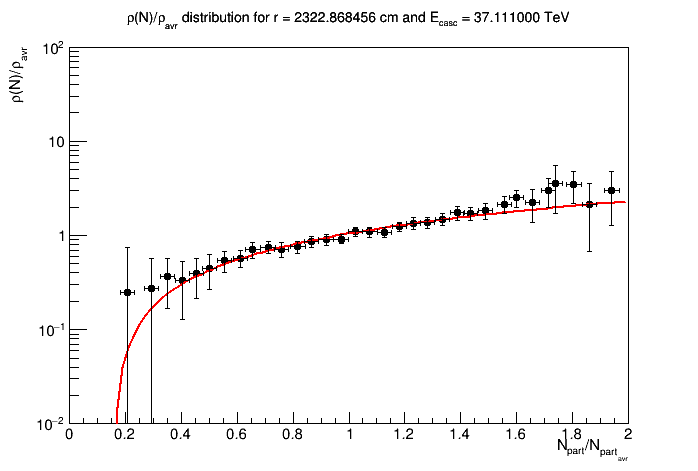 ρ(N)/ρavr distribution for r = 2322.868456 cm and Ecasc = 37.111000 TeV
ρ(N)/ρavr
10²
10
1
10⁻¹
10⁻²
0 0.2 0.4 0.6 0.8 1 1.2 1.4 1.6 1.8 2
Npart/Npartavr